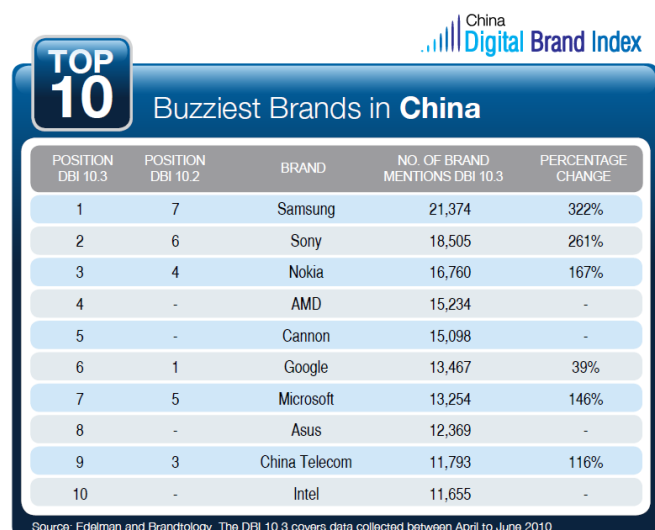 China
Digital Brand Index
TOP
10
Buzziest Brands in China
POSITION DBI 10.3 POSITION DBI 10.2 BRAND NO. OF BRAND MENTIONS DBI 10.3 PERCENTAGE CHANGE
1 7 Samsung 21,374 322%
2 6 Sony 18,505 261%
3 4 Nokia 16,760 167%
4 - AMD 15,234 -
5 - Cannon 15,098 -
6 1 Google 13,467 39%
7 5 Microsoft 13,254 146%
8 - Asus 12,369 -
9 3 China Telecom 11,793 116%
10 - Intel 11,655 -
Source: Edelman and Brandtology. The DBI 10.3 covers data collected between April to June 2010